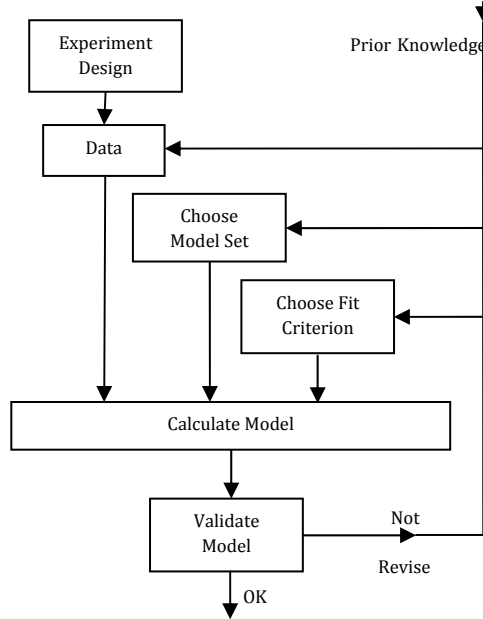 Experiment
Design
Prior Knowledge
Data
Choose
Model Set
Choose Fit
Criterion
Calculate Model
Validate
Model
Not
Revise
OK